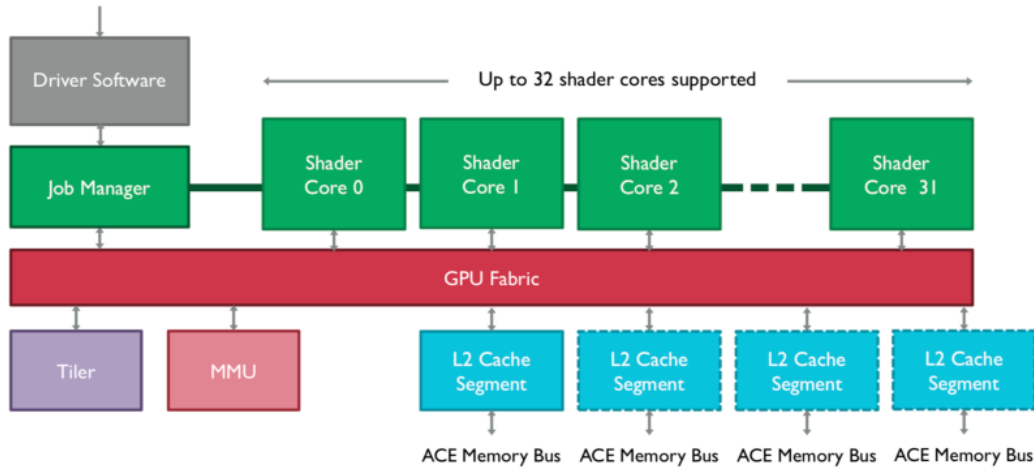 Driver Software
Up to 32 shader cores supported
Job Manager
Shader
Core 0
Shader
Core 1
Shader
Core 2
Shader
Core 31
GPU Fabric
Tiler
MMU
L2 Cache
Segment
L2 Cache
Segment
L2 Cache
Segment
L2 Cache
Segment
ACE Memory Bus
ACE Memory Bus
ACE Memory Bus
ACE Memory Bus